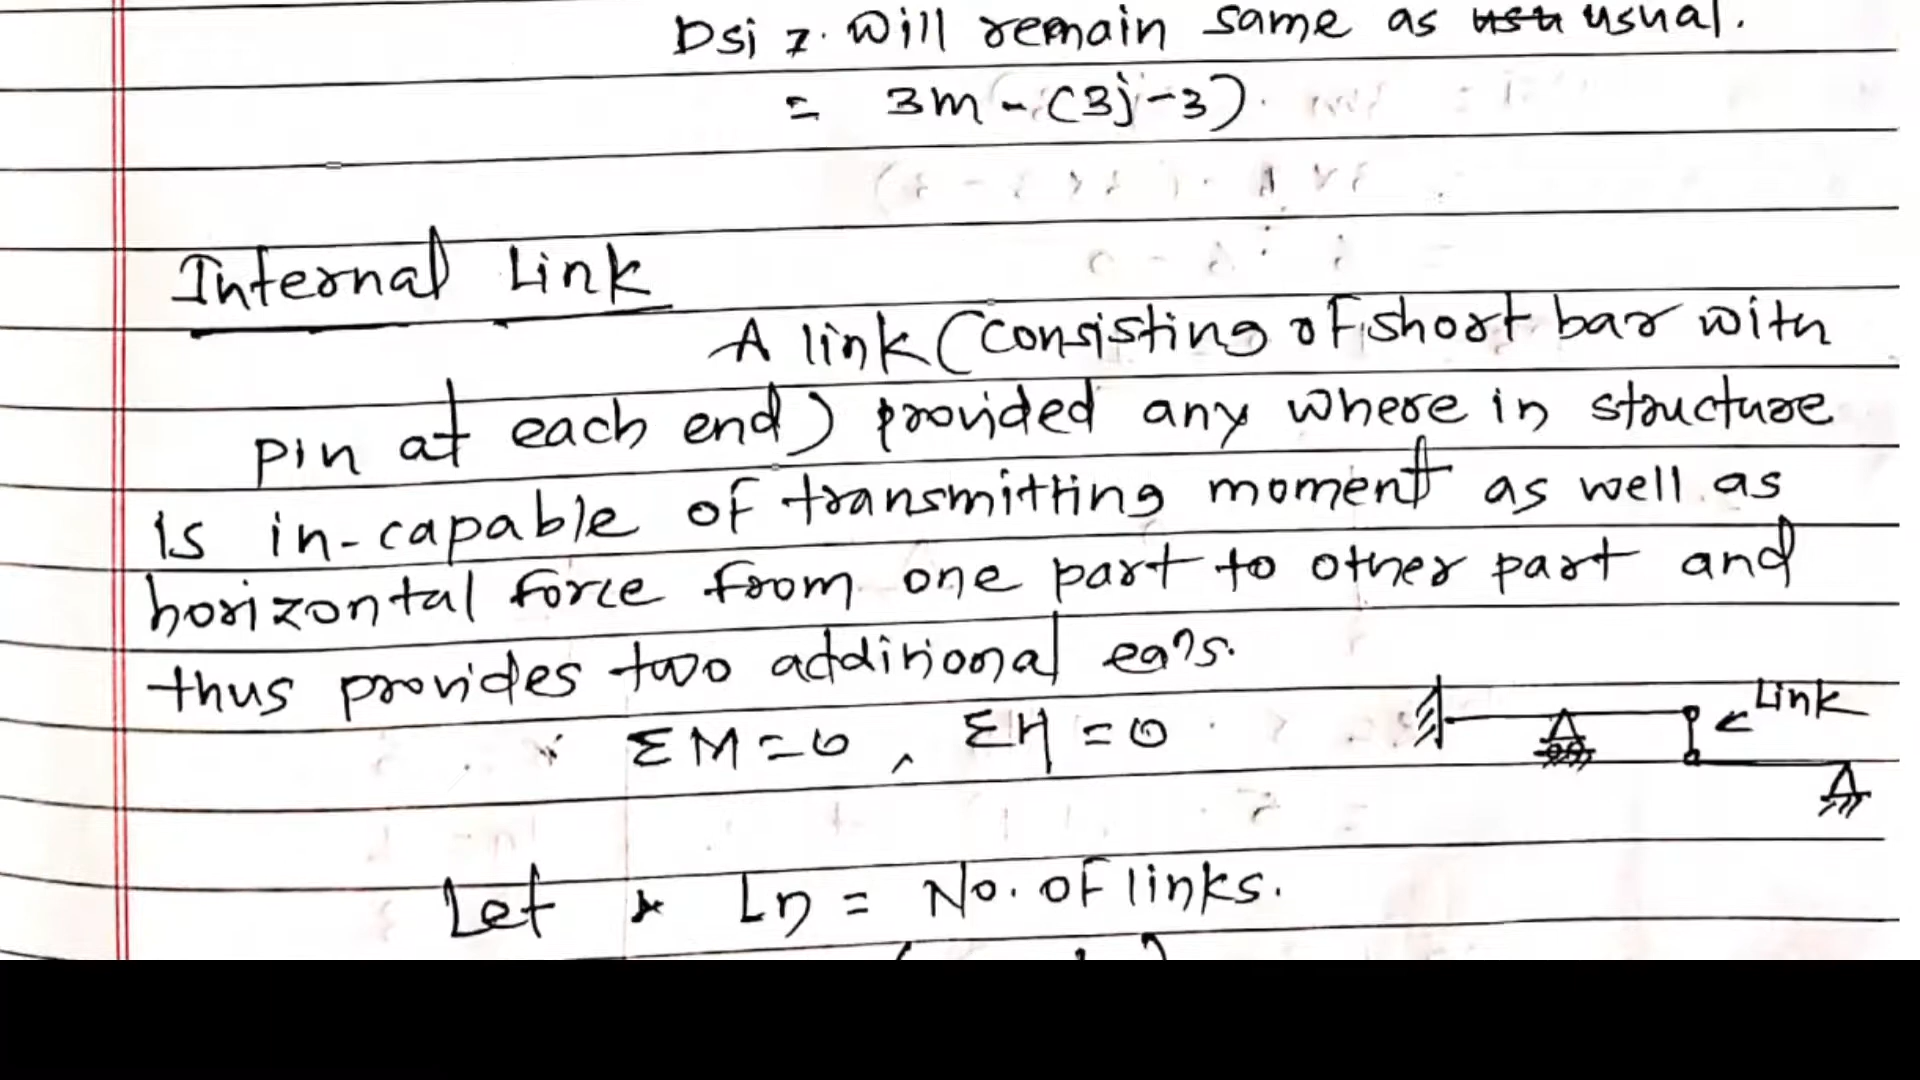 Dsi =. will remain same as usual.
= 3m - (3j-3).
Internal Link
A link (consisting of short bar with
pin at each end) provided any where in structure
is in-capable of transmitting moment as well as
horizontal force from one part to other part and
thus provides two additional eqns.
ΣM=0, ΣH=0
Link
Let * Ln = No. of links.